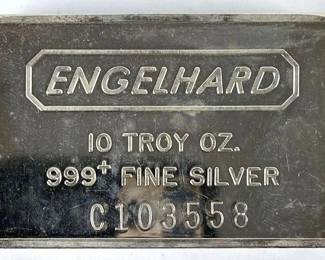 ENGELHARD
10 TROY OZ.
999+ FINE SILVER
C103558